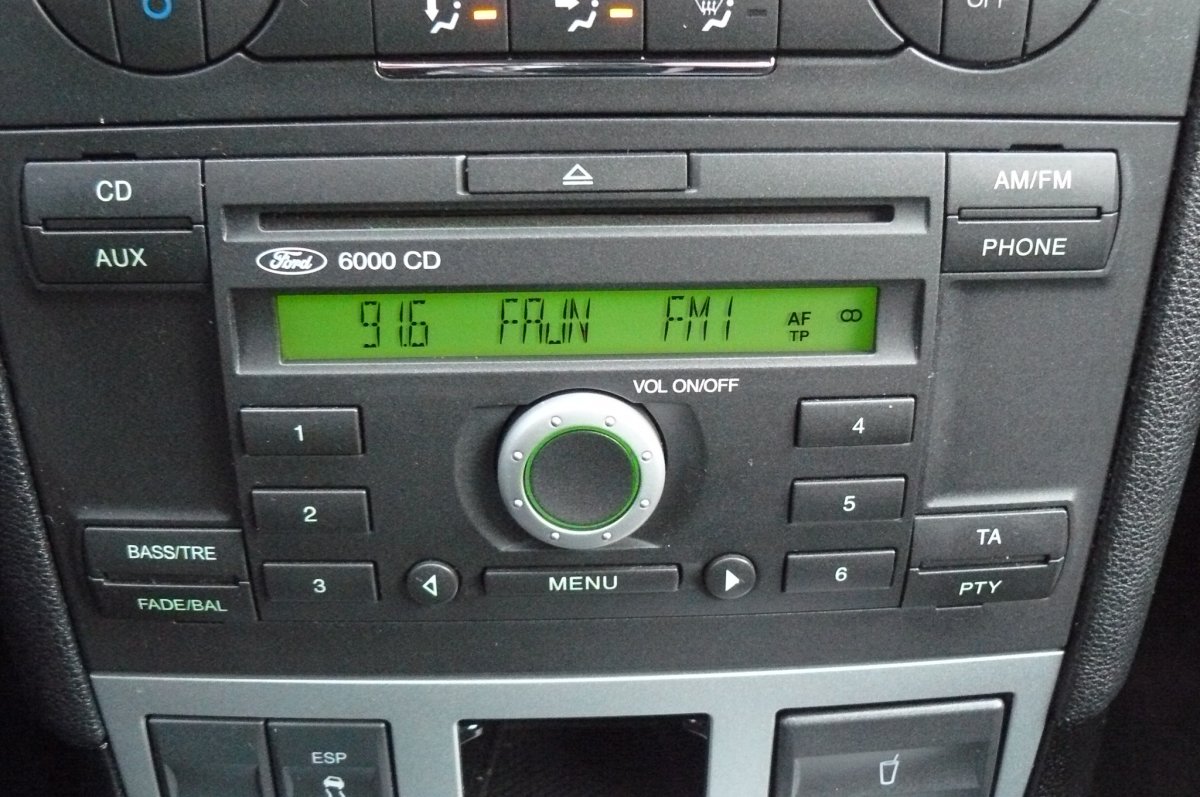 OFF
CD
AM/FM
AUX
PHONE
Ford 6000 CD
91.6 FAUN FM1 AF
TP
VOL ON/OFF
1
4
2
5
BASS/TRE
TA
3
MENU
6
FADE/BAL
PTY
ESP